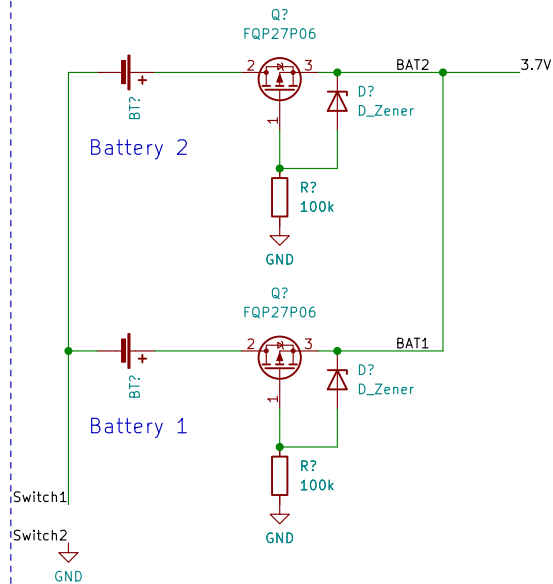 Q?
FQP27P06
2
3
BAT2
3.7V
BT?
+
D?
D_Zener
1
Battery 2
R?
100k
GND
Q?
FQP27P06
2
3
BAT1
BT?
+
D?
D_Zener
1
Battery 1
R?
100k
Switch1
GND
Switch2
GND